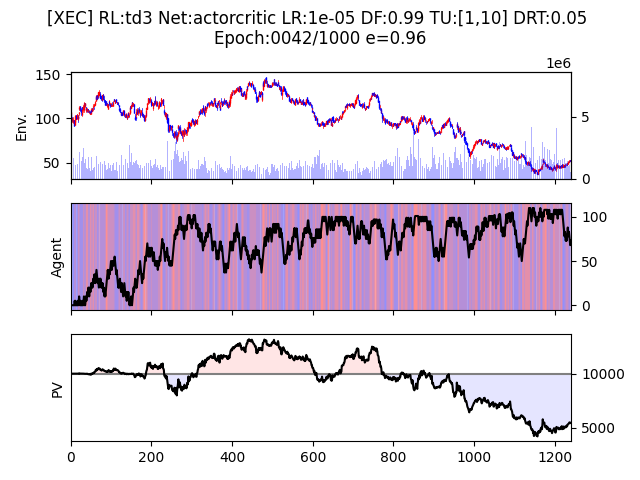 [XEC] RL:td3 Net:actorcritic LR:1e-05 DF:0.99 TU:[1,10] DRT:0.05
Epoch:0042/1000 e=0.96
1e6
150
100
50
Env.
5
0
Agent
100
50
0
PV
10000
5000
0
200
400
600
800
1000
1200